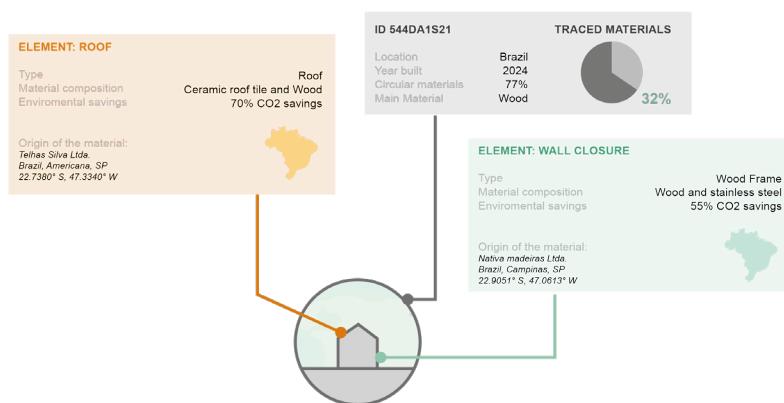 ELEMENT: ROOF
Type Roof
Material composition Ceramic roof tile and Wood
Enviromental savings 70% CO2 savings
Origin of the material:
Telhas Silva Ltda.
Brazil, Americana, SP
22.7380° S, 47.3340° W
ID 544DA1S21 TRACED MATERIALS
Location Brazil
Year built 2024
Circular materials 77%
Main Material Wood
32%
ELEMENT: WALL CLOSURE
Type Wood Frame
Material composition Wood and stainless steel
Enviromental savings 55% CO2 savings
Origin of the material:
Nativa madeiras Ltda.
Brazil, Campinas, SP
22.9051° S, 47.0613° W